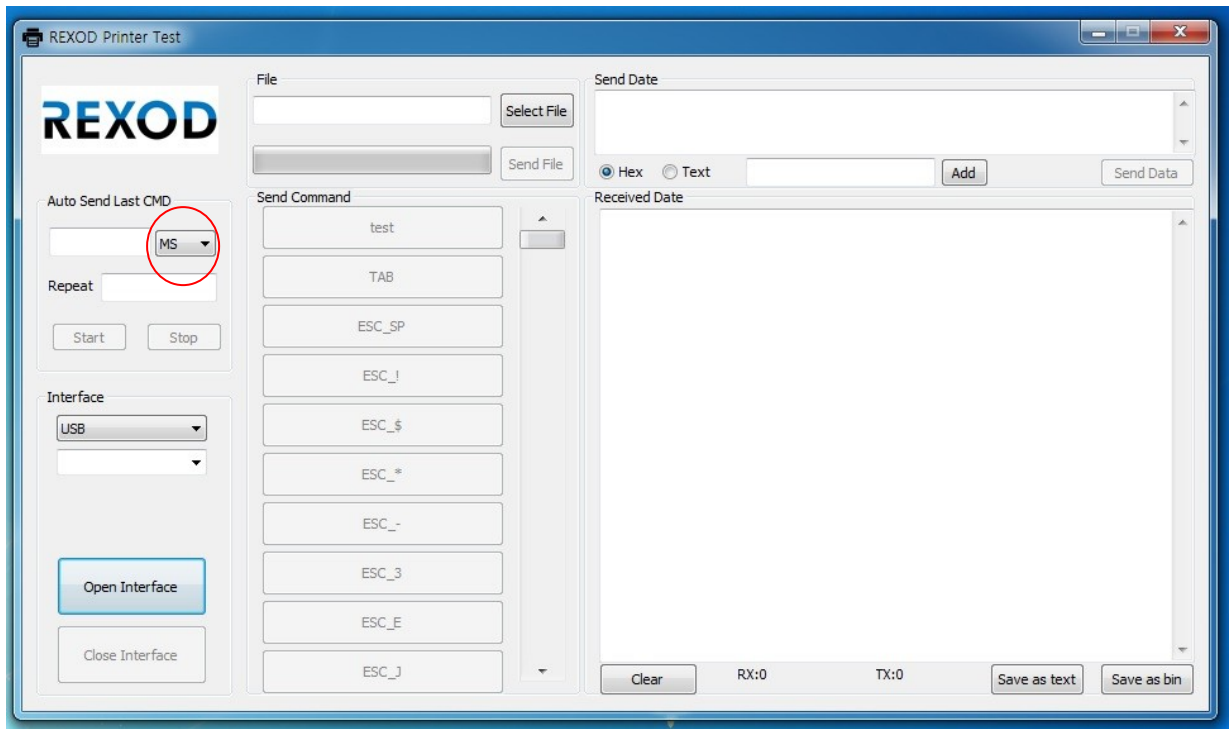 REXOD Printer Test
REXOD
File
Select File
Send File
Send Date
Hex
Text
Add
Send Data
Auto Send Last CMD
MS
Repeat
Start
Stop
Send Command
test
TAB
ESC_SP
ESC_!
ESC_$
ESC_*
ESC_-
ESC_3
ESC_E
ESC_J
Received Date
Interface
USB
Open Interface
Close Interface
Clear
RX:0
TX:0
Save as text
Save as bin